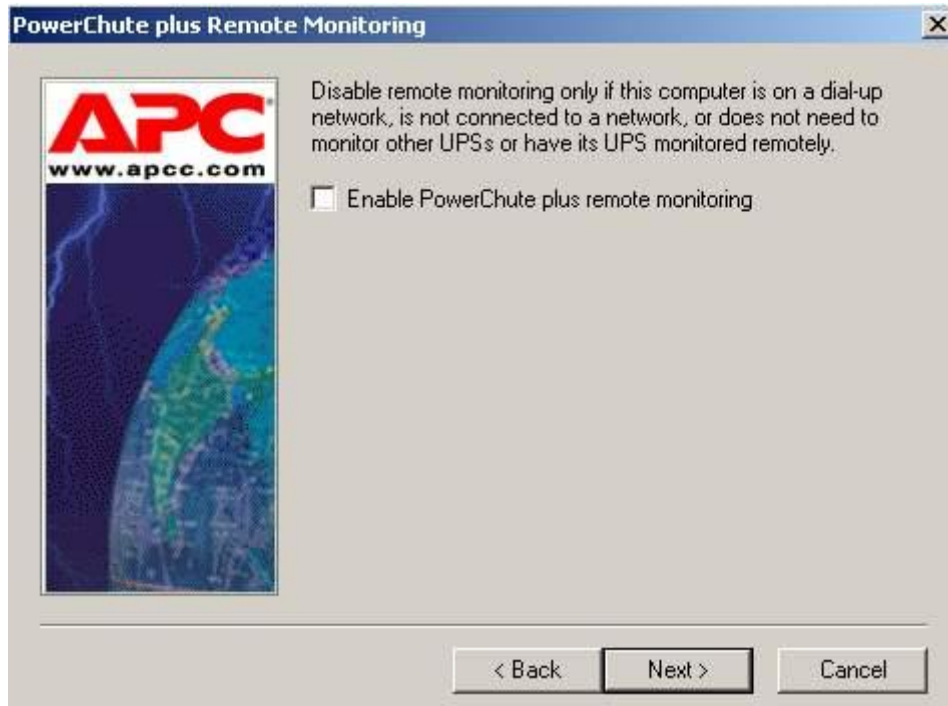 PowerChute plus Remote Monitoring
APC
www.apcc.com
Disable remote monitoring only if this computer is on a dial-up
network, is not connected to a network, or does not need to
monitor other UPSs or have its UPS monitored remotely.
Enable PowerChute plus remote monitoring
< Back
Next >
Cancel